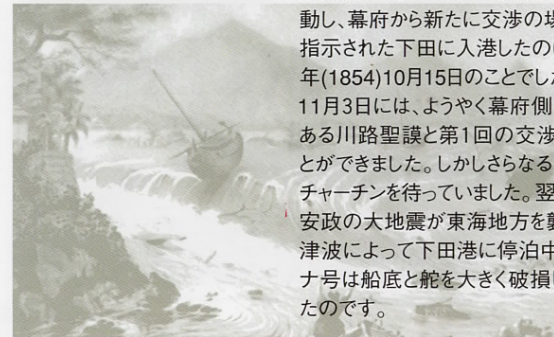 動し、幕府から新たに交渉の場
指示された下田に入港したの
年(1854)10月15日のことでし
11月3日には、ようやく幕府側
ある川路聖謨と第1回の交渉
とができました。しかしさらなる
チャーチンを待っていました。翌
安政の大地震が東海地方を襲
津波によって下田港に停泊中
ナ号は船底と舵を大きく破損
たのです。